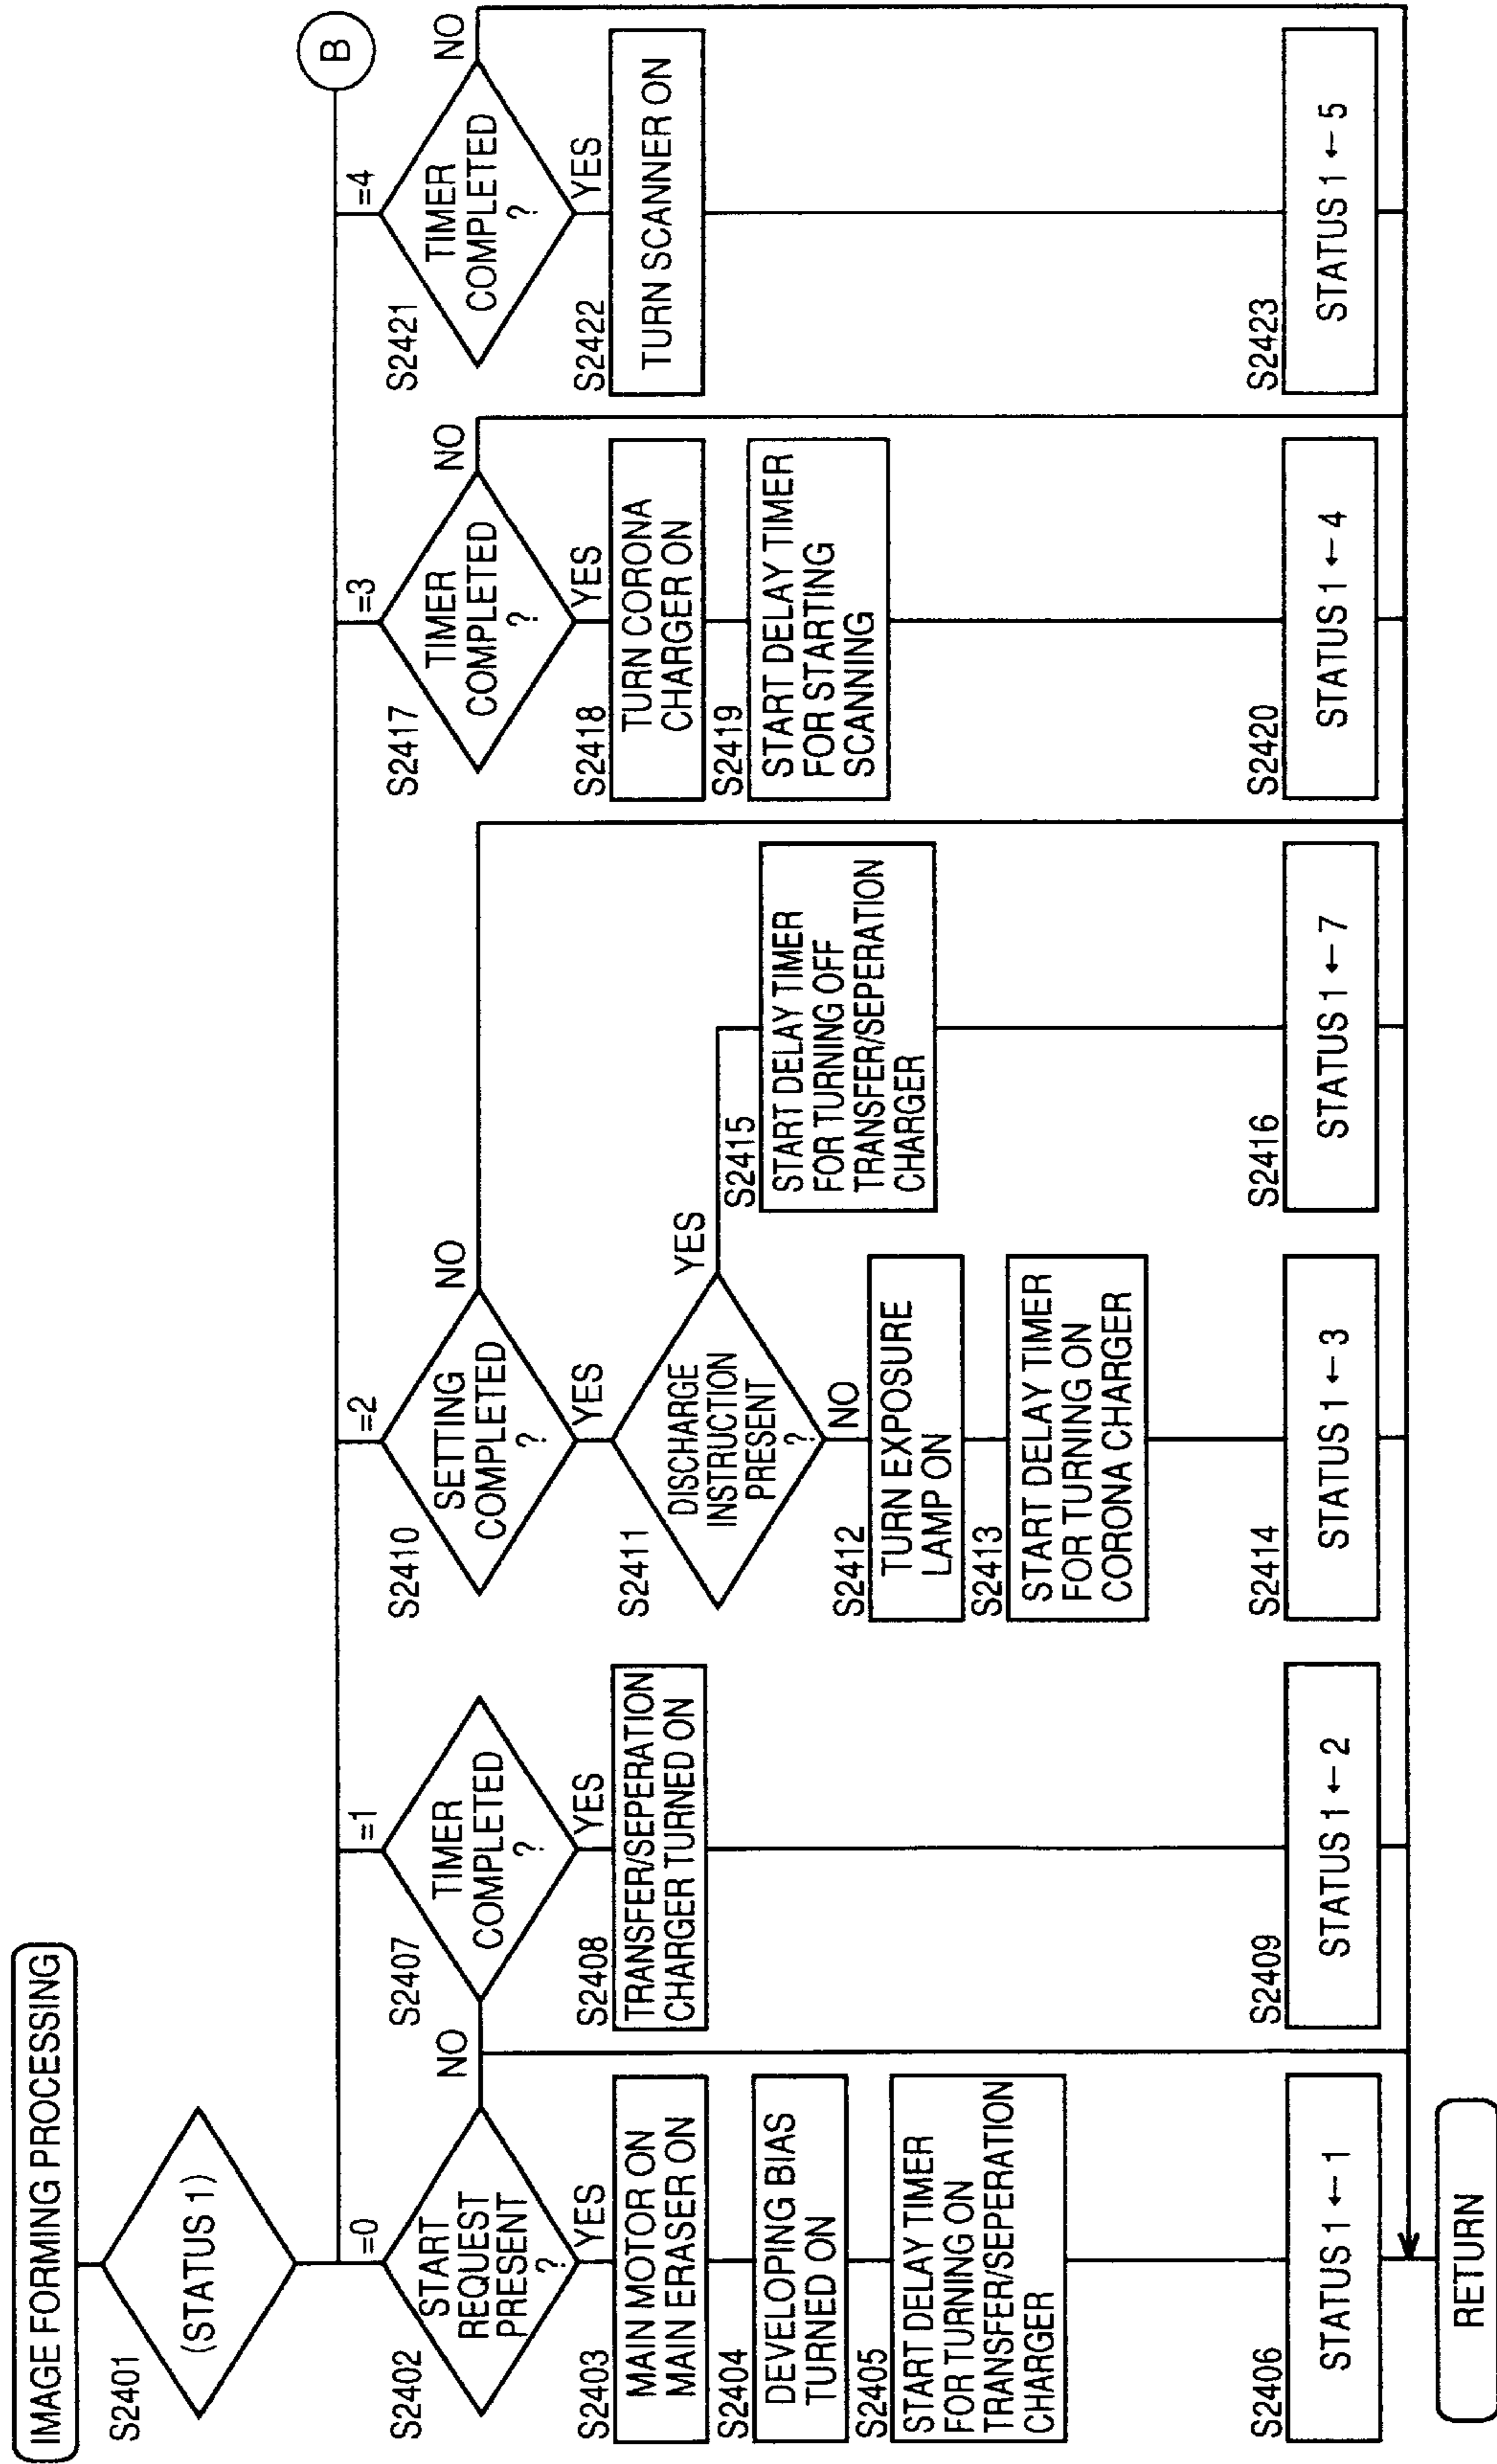 IMAGE FORMING PROCESSING
S2401
(STATUS 1)
B
=0
S2402
START
REQUEST
PRESENT
?
NO
YES
S2403
MAIN MOTOR ON
MAIN ERASER ON
S2404
DEVELOPING BIAS
TURNED ON
S2405
START DELAY TIMER
FOR TURNING ON
TRANSFER/SEPERATION
CHARGER
S2406
STATUS 1 ← 1
=1
S2407
TIMER
COMPLETED
?
YES
S2408
TRANSFER/SEPERATION
CHARGER TURNED ON
S2409
STATUS 1 ← 2
=2
S2410
SETTING
COMPLETED
?
NO
YES
S2411
DISCHARGE
INSTRUCTION
PRESENT
?
YES
NO
S2412
TURN EXPOSURE
LAMP ON
S2413
START DELAY TIMER
FOR TURNING ON
CORONA CHARGER
S2414
STATUS 1 ← 3
S2415
START DELAY TIMER
FOR TURNING OFF
TRANSFER/SEPERATION
CHARGER
S2416
STATUS 1 ← 7
=3
S2417
TIMER
COMPLETED
?
NO
YES
S2418
TURN CORONA
CHARGER ON
S2419
START DELAY TIMER
FOR STARTING
SCANNING
S2420
STATUS 1 ← 4
=4
S2421
TIMER
COMPLETED
?
NO
YES
S2422
TURN SCANNER ON
S2423
STATUS 1 ← 5
RETURN